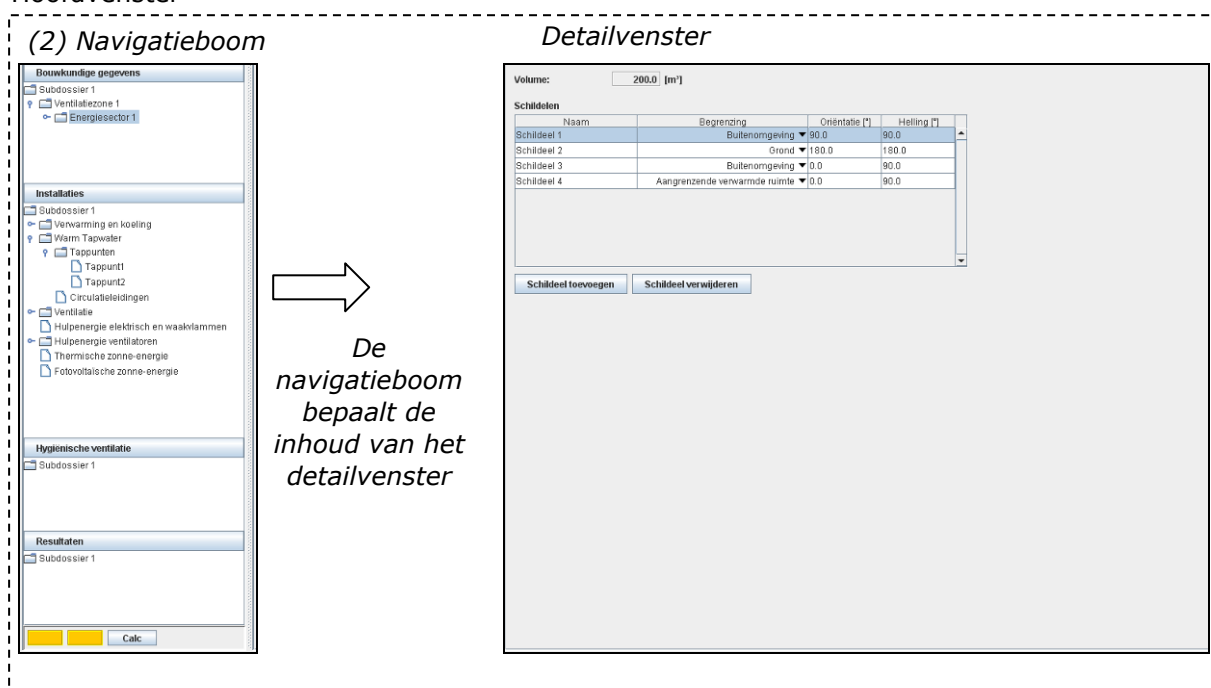 Hoofdvenster
(2) Navigatieboom
Bouwkundige gegevens
Subdossier 1
Ventilatiezone 1
Energiesector 1
Installaties
Subdossier 1
Verwarming en koeling
Warm Tapwater
Tappunten
Tappunt1
Tappunt2
Circulatieleidingen
Ventilatie
Hulpenergie elektrisch en waakvlammen
Hulpenergie ventilatoren
Thermische zonne-energie
Fotovoltaïsche zonne-energie
Hygiënische ventilatie
Subdossier 1
Resultaten
Subdossier 1
Calc
De
navigatieboom
bepaalt de
inhoud van het
detailvenster
Detailvenster
Volume: 200.0 [m³]
Schildelen
Naam Begrenzing Oriëntatie [°] Helling [°]
Schildeel 1 Buitenomgeving 90.0 90.0
Schildeel 2 Grond 180.0 180.0
Schildeel 3 Buitenomgeving 0.0 90.0
Schildeel 4 Aangrenzende verwarmde ruimte 0.0 90.0
Schildeel toevoegen Schildeel verwijderen